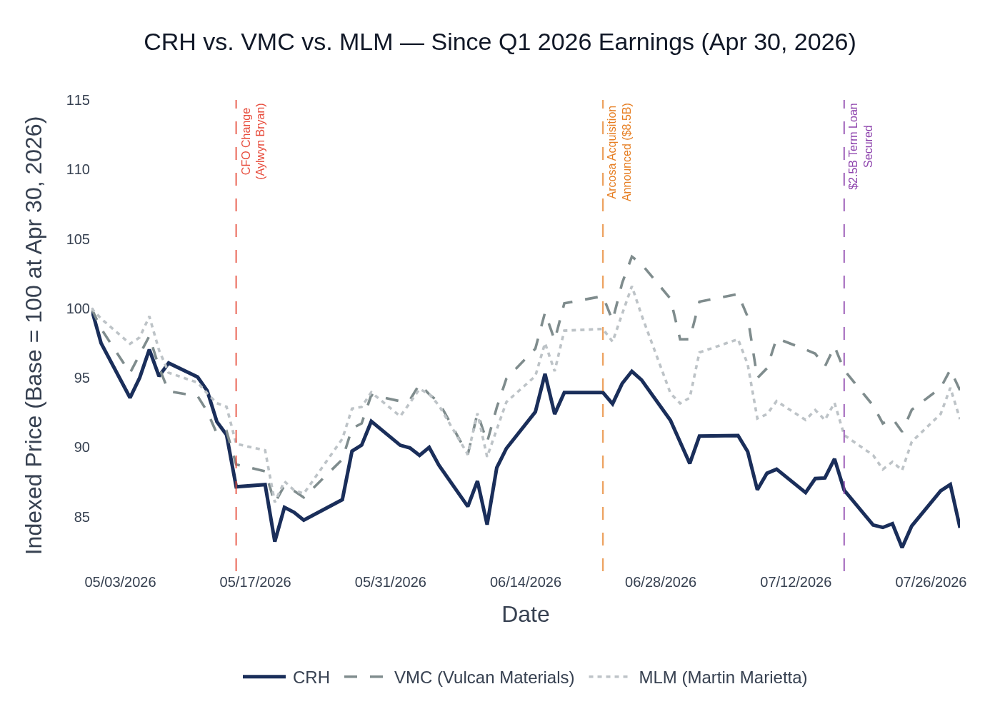 CRH vs. VMC vs. MLM — Since Q1 2026 Earnings (Apr 30, 2026)
Indexed Price (Base = 100 at Apr 30, 2026)
115
110
105
100
95
90
85
CFO Change
(Aylwyn Bryan)
Arcosa Acquisition
Announced ($8.5B)
$2.5B Term Loan
Secured
05/03/2026
05/17/2026
05/31/2026
06/14/2026
06/28/2026
07/12/2026
07/26/2026
Date
CRH
VMC (Vulcan Materials)
MLM (Martin Marietta)